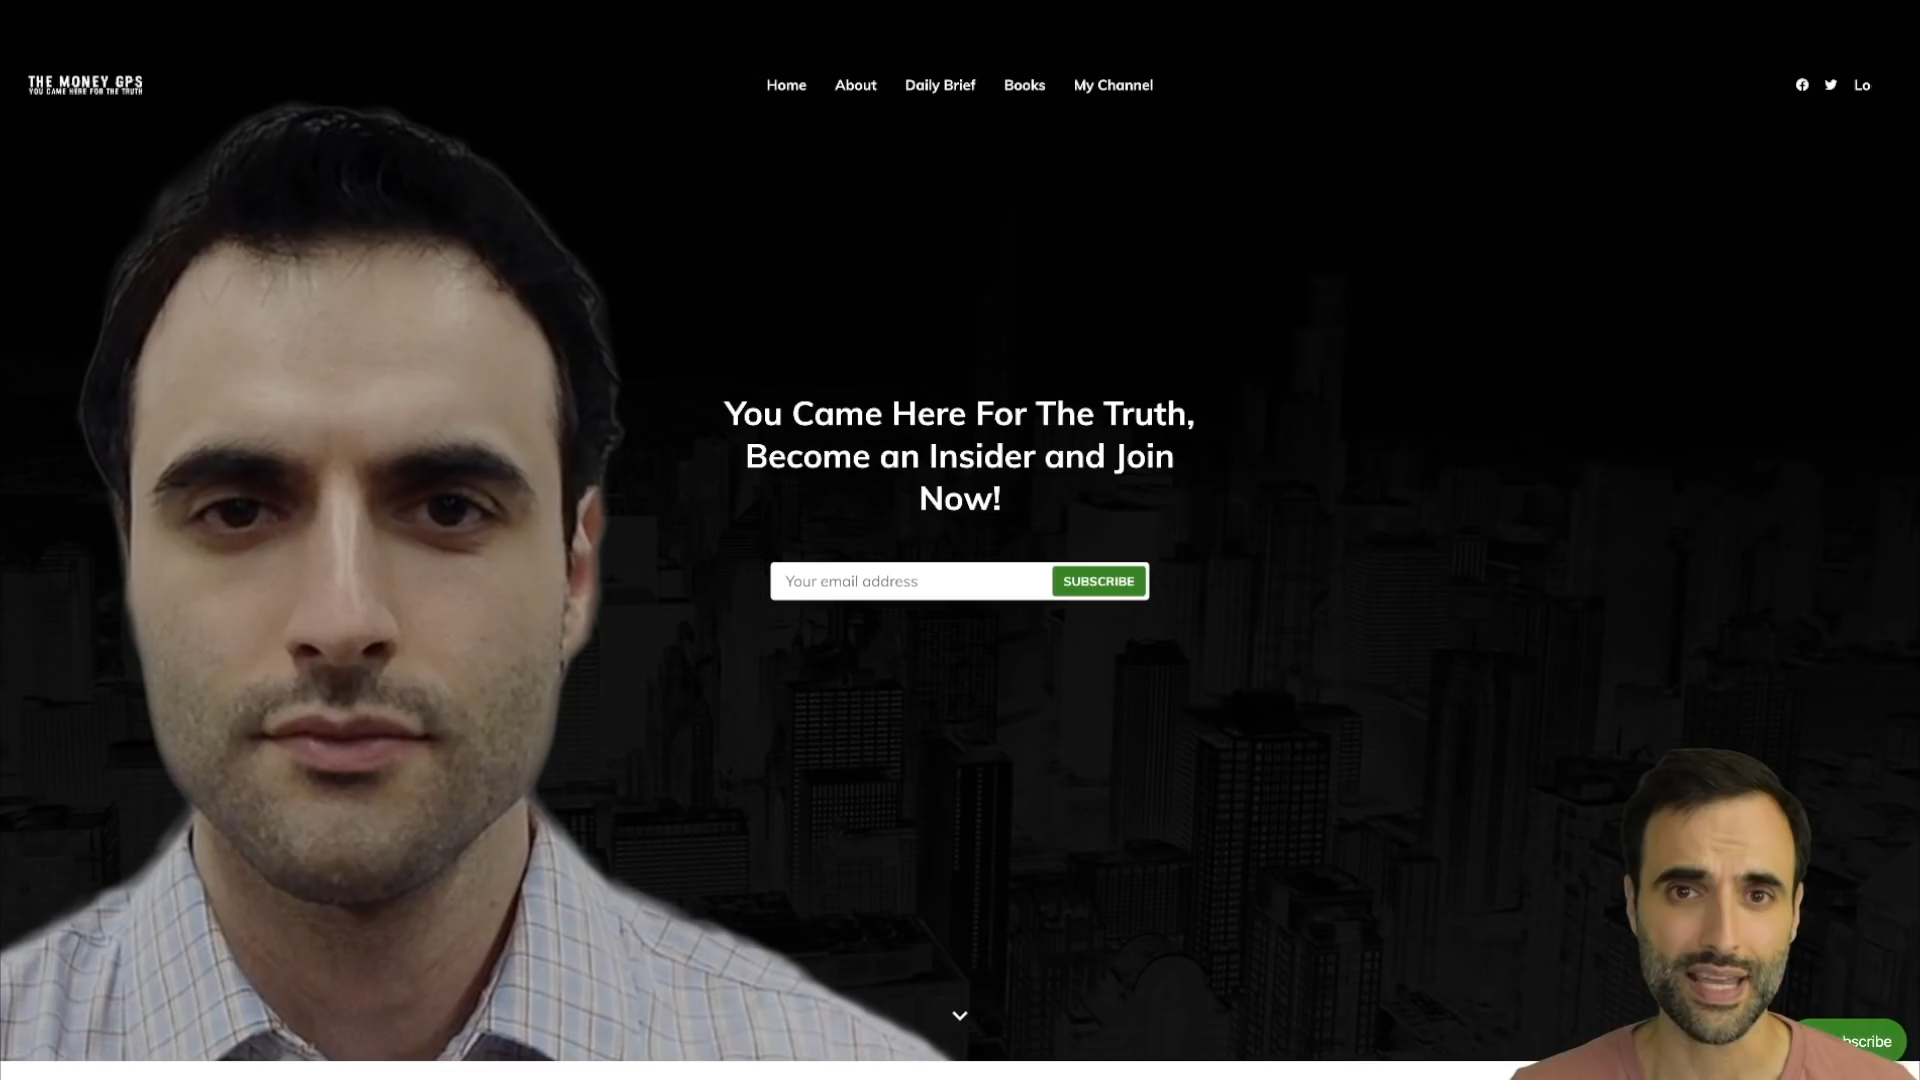 THE MONEY GPS
YOU CAME HERE FOR THE TRUTH
Home
About
Daily Brief
Books
My Channel
Lo
You Came Here For The Truth,
Become an Insider and Join
Now!
Your email address
SUBSCRIBE
bscribe